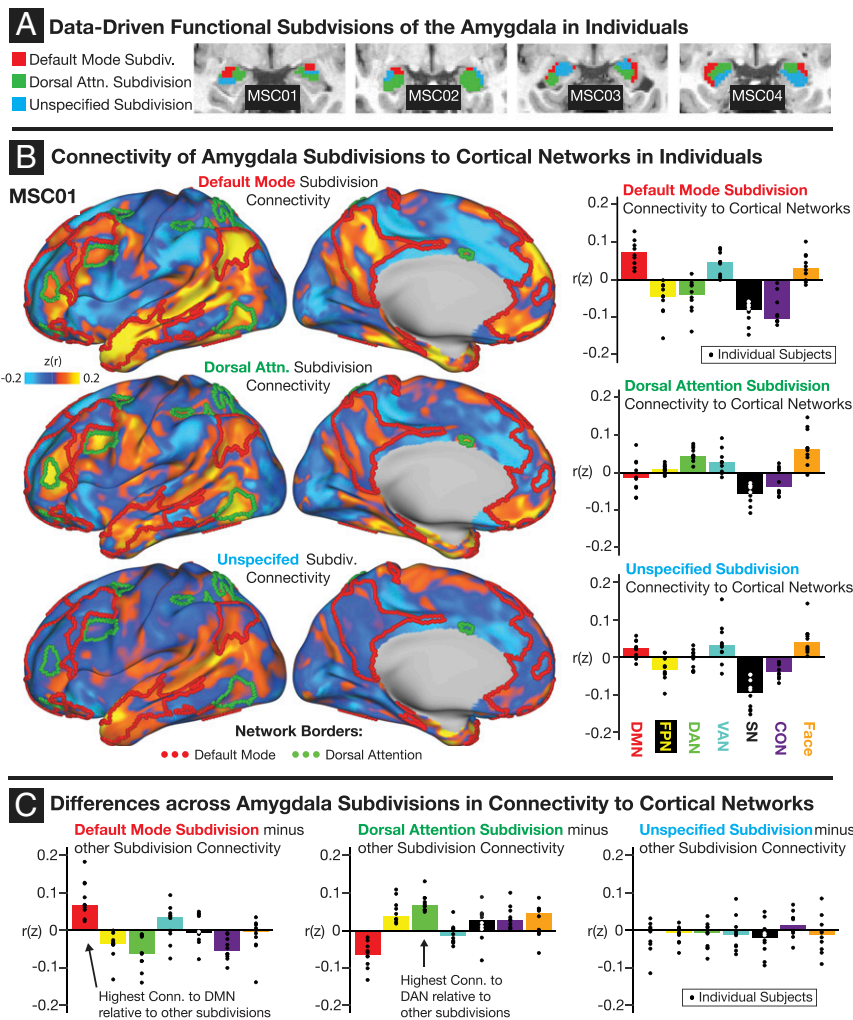 A Data-Driven Functional Subdvisions of the Amygdala in Individuals
Default Mode Subdiv.
Dorsal Attn. Subdivision
Unspecified Subdivision
MSC01
MSC02
MSC03
MSC04
B Connectivity of Amygdala Subdivisions to Cortical Networks in Individuals
MSC01
Default Mode Subdivision
Connectivity
z(r)
-0.2 0.2
Dorsal Attn. Subdivision
Connectivity
Unspecifed Subdiv.
Connectivity
Network Borders:
Default Mode Dorsal Attention
Default Mode Subdivision
Connectivity to Cortical Networks
0.2
0.1
r(z) 0
-0.1
-0.2
Individual Subjects
Dorsal Attention Subdivision
Connectivity to Cortical Networks
0.2
0.1
r(z) 0
-0.1
-0.2
Unspecified Subdivision
Connectivity to Cortical Networks
0.2
0.1
r(z) 0
-0.1
-0.2
DMN
FPN
DAN
VAN
SN
CON
Face
C Differences across Amygdala Subdivisions in Connectivity to Cortical Networks
Default Mode Subdivision minus
other Subdivision Connectivity
0.2
0.1
r(z) 0
-0.1
-0.2
Highest Conn. to DMN
relative to other subdivisions
Dorsal Attention Subdivision minus
other Subdivision Connectivity
0.2
0.1
r(z) 0
-0.1
-0.2
Highest Conn. to
DAN relative to
other subdivisions
Unspecified Subdivision minus
other Subdivision Connectivity
0.2
0.1
r(z) 0
-0.1
-0.2
Individual Subjects